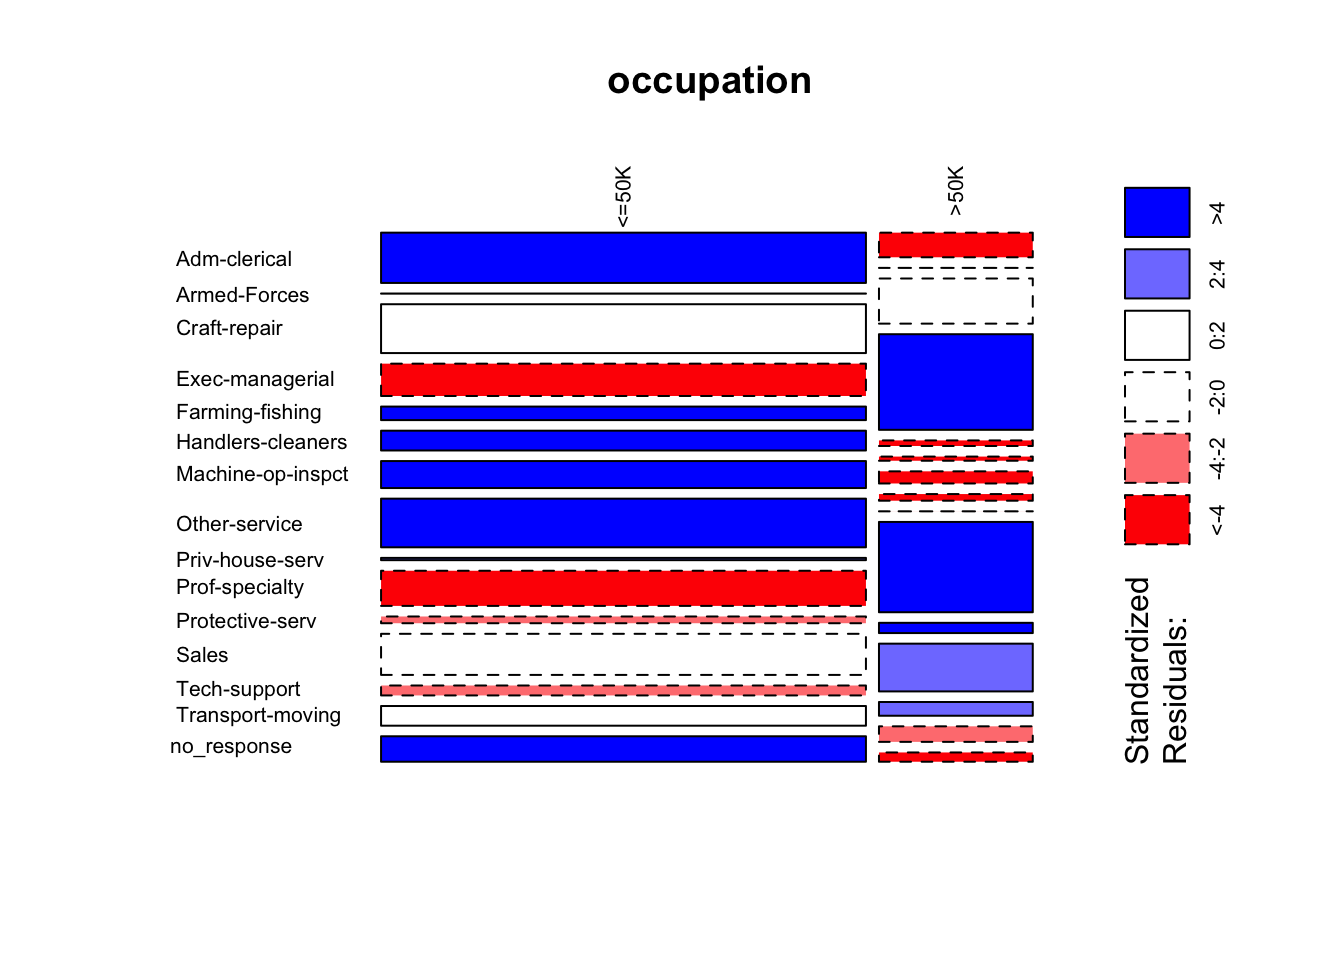 occupation
<=50K
>50K
Adm-clerical
Armed-Forces
Craft-repair
Exec-managerial
Farming-fishing
Handlers-cleaners
Machine-op-inspct
Other-service
Priv-house-serv
Prof-specialty
Protective-serv
Sales
Tech-support
Transport-moving
no_response
>4
2:4
0:2
-2:0
-4:-2
<-4
Standardized
Residuals: